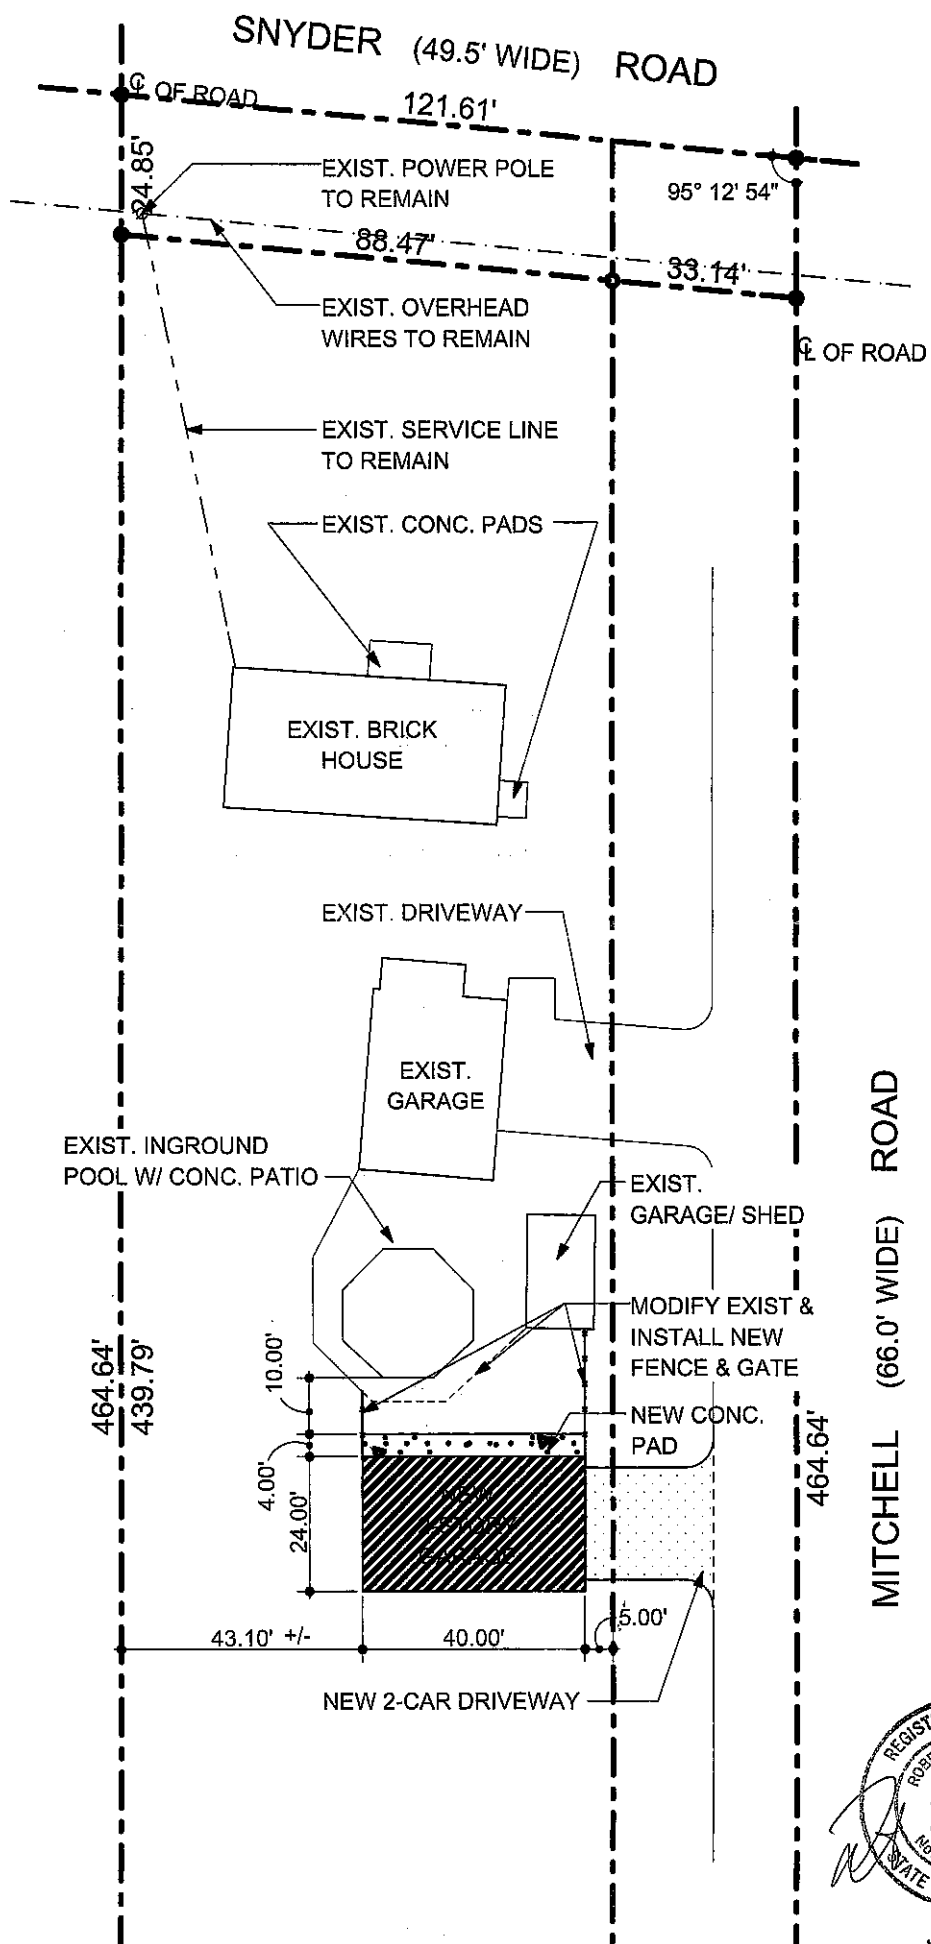 SNYDER (49.5' WIDE) ROAD
℄ OF ROAD
121.61'
24.85'
EXIST. POWER POLE
TO REMAIN
95° 12' 54"
88.47'
33.14'
EXIST. OVERHEAD
WIRES TO REMAIN
℄ OF ROAD
EXIST. SERVICE LINE
TO REMAIN
EXIST. CONC. PADS
EXIST. BRICK
HOUSE
EXIST. DRIVEWAY
EXIST.
GARAGE
EXIST. INGROUND
POOL W/ CONC. PATIO
EXIST.
GARAGE/ SHED
MODIFY EXIST &
INSTALL NEW
FENCE & GATE
NEW CONC.
PAD
464.64'
439.79'
10.00'
4.00'
24.00'
NEW
GARAGE
464.64'
MITCHELL (66.0' WIDE) ROAD
43.10' +/-
40.00'
5.00'
NEW 2-CAR DRIVEWAY